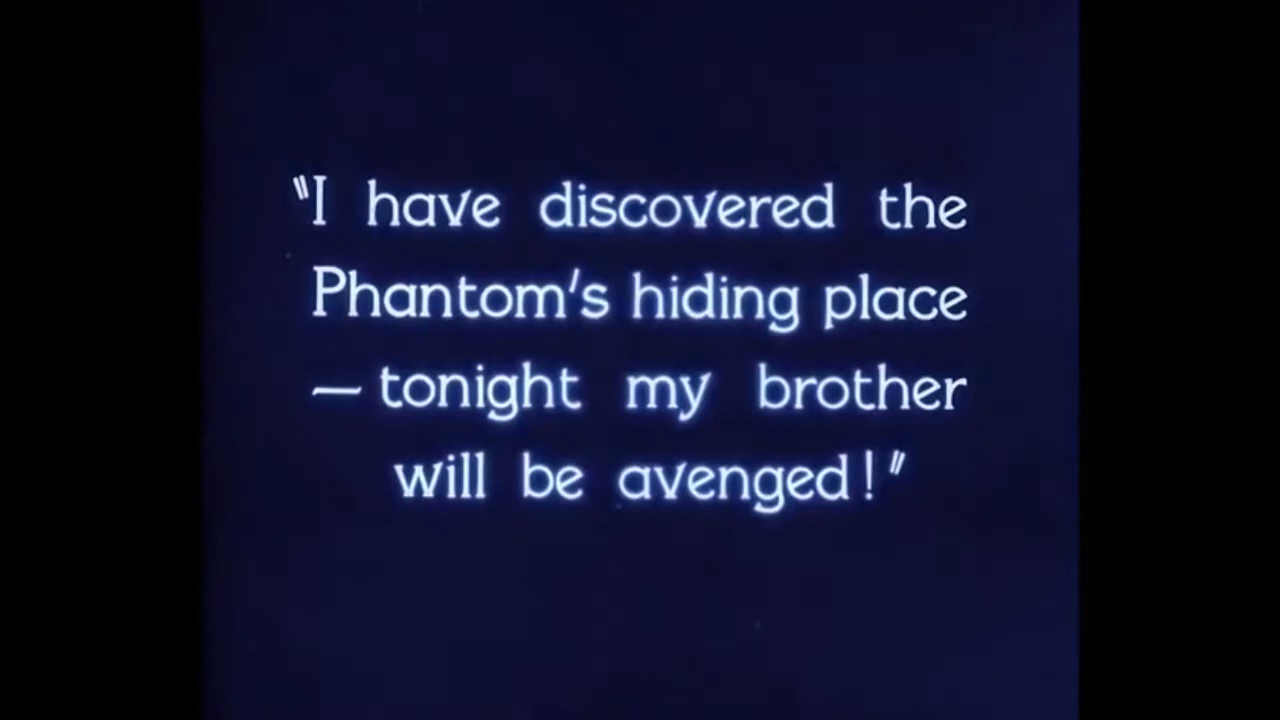 "I have discovered the
Phantom's hiding place
— tonight my brother
will be avenged!"